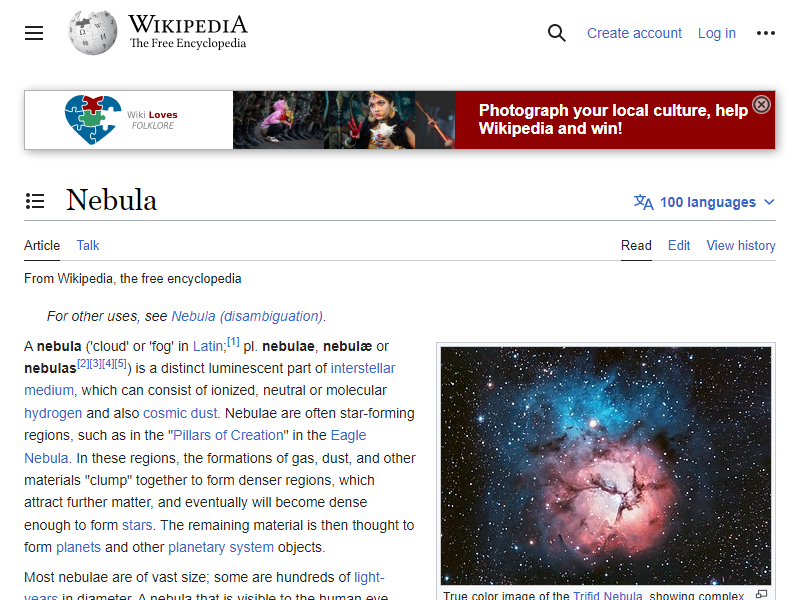 WIKIPEDIA
The Free Encyclopedia
Create account
Log in
Wiki Loves
FOLKLORE
Photograph your local culture, help
Wikipedia and win!
Nebula
100 languages
Article
Talk
Read
Edit
View history
From Wikipedia, the free encyclopedia
For other uses, see Nebula (disambiguation).
A nebula ('cloud' or 'fog' in Latin;[1] pl. nebulae, nebulæ or
nebulas[2][3][4][5]) is a distinct luminescent part of interstellar
medium, which can consist of ionized, neutral or molecular
hydrogen and also cosmic dust. Nebulae are often star-forming
regions, such as in the "Pillars of Creation" in the Eagle
Nebula. In these regions, the formations of gas, dust, and other
materials "clump" together to form denser regions, which
attract further matter, and eventually will become dense
enough to form stars. The remaining material is then thought to
form planets and other planetary system objects.
Most nebulae are of vast size; some are hundreds of light-
years in diameter. A nebula that is visible to the human eye
True color image of the Trifid Nebula, showing complex